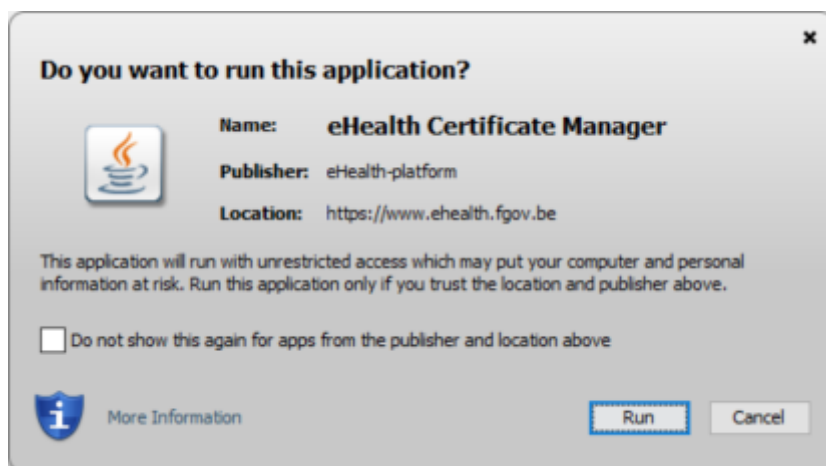 Do you want to run this application?
Name: eHealth Certificate Manager
Publisher: eHealth-platform
Location: https://www.ehealth.fgov.be
This application will run with unrestricted access which may put your computer and personal
information at risk. Run this application only if you trust the location and publisher above.
Do not show this again for apps from the publisher and location above
More Information
Run
Cancel